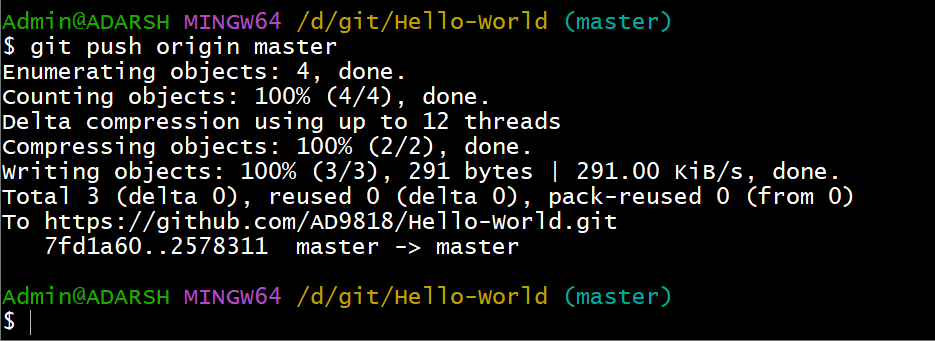 Admin@ADARSH MINGW64 /d/git/Hello-World (master)
$ git push origin master
Enumerating objects: 4, done.
Counting objects: 100% (4/4), done.
Delta compression using up to 12 threads
Compressing objects: 100% (2/2), done.
Writing objects: 100% (3/3), 291 bytes | 291.00 KiB/s, done.
Total 3 (delta 0), reused 0 (delta 0), pack-reused 0 (from 0)
To https://github.com/AD9818/Hello-World.git
   7fd1a60..2578311  master -> master
Admin@ADARSH MINGW64 /d/git/Hello-World (master)
$